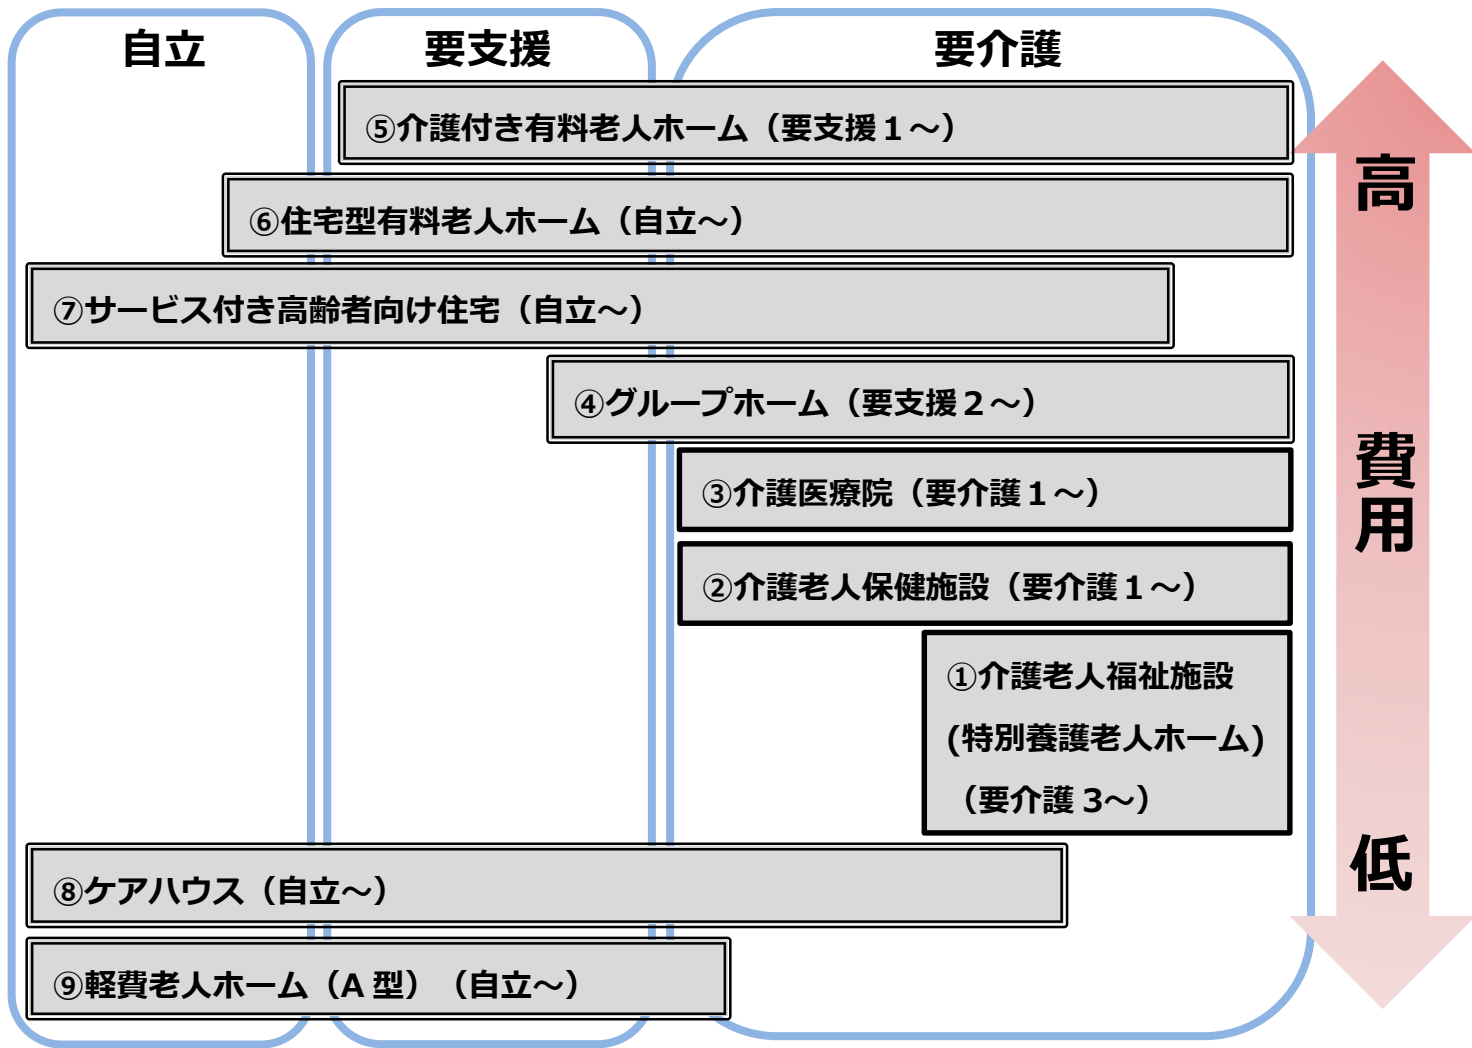 自立
要支援
要介護
⑤介護付き有料老人ホーム（要支援１～）
⑥住宅型有料老人ホーム（自立～）
⑦サービス付き高齢者向け住宅（自立～）
④グループホーム（要支援２～）
③介護医療院（要介護１～）
②介護老人保健施設（要介護１～）
①介護老人福祉施設
(特別養護老人ホーム)
（要介護 3～）
⑧ケアハウス（自立～）
⑨軽費老人ホーム（A 型）（自立～）
高
費用
低